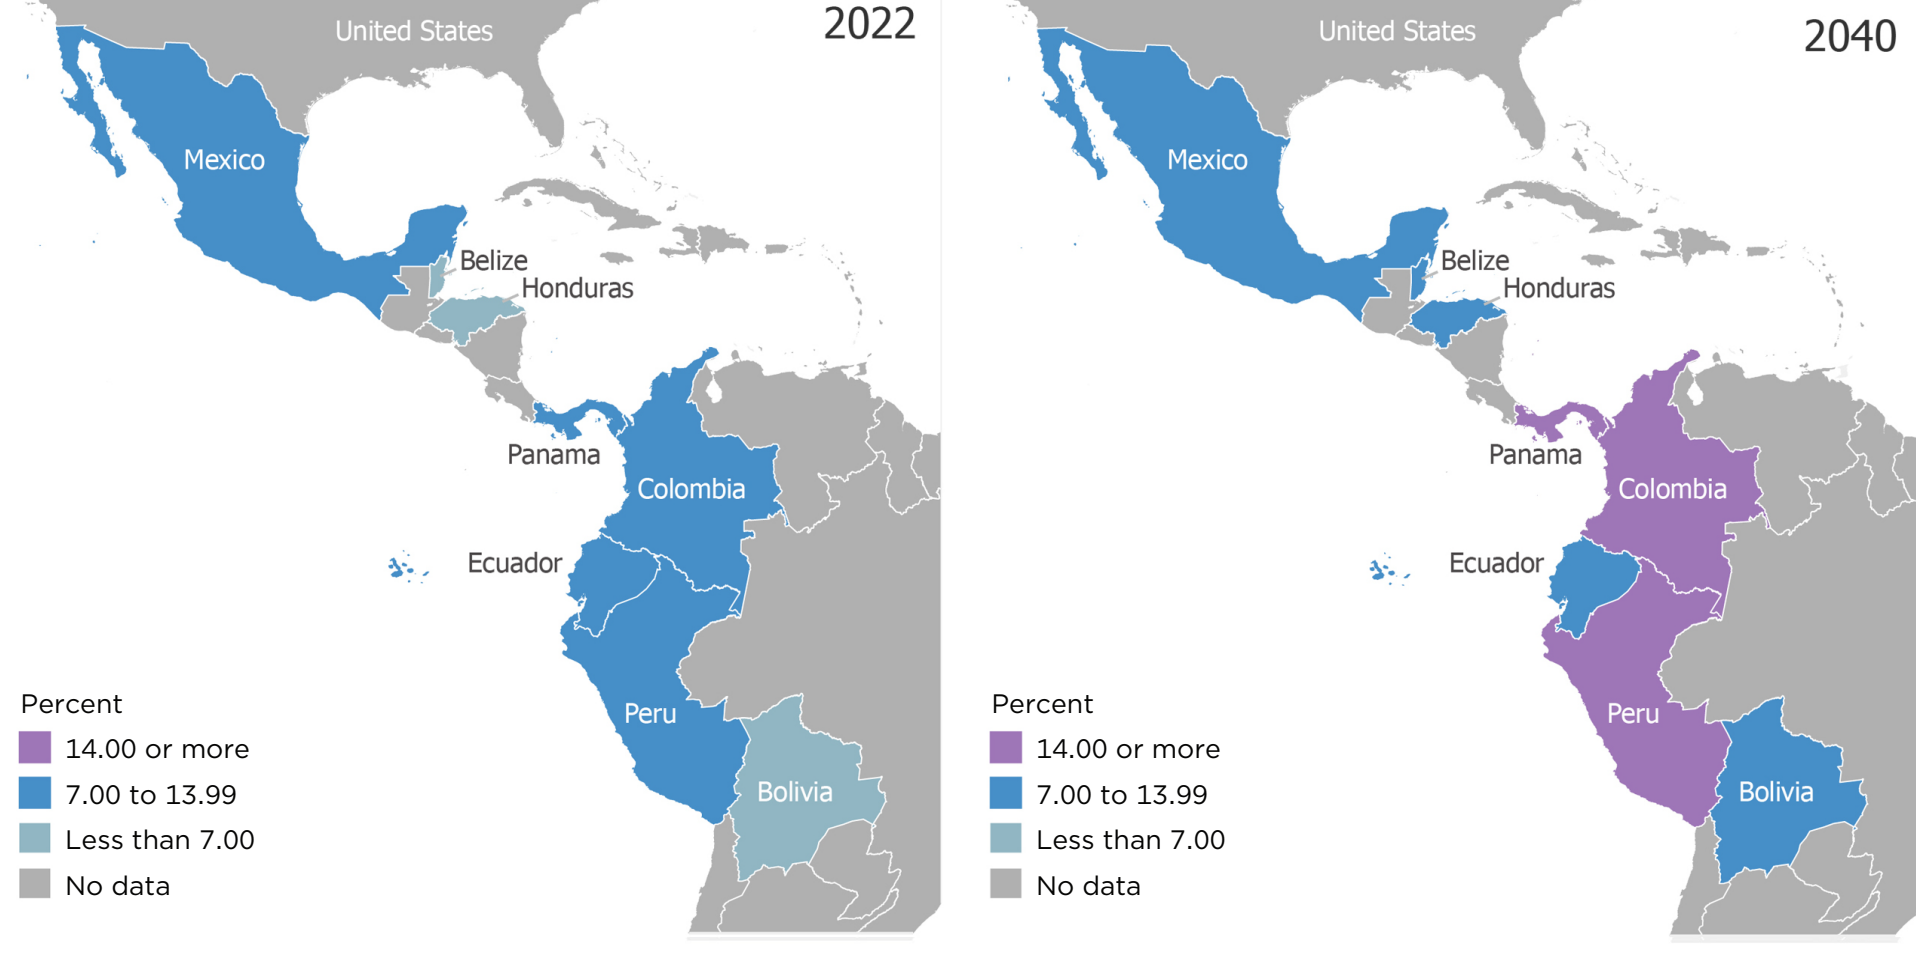 2022
United States
Mexico
Belize
Honduras
Panama
Colombia
Ecuador
Peru
Bolivia
Percent
14.00 or more
7.00 to 13.99
Less than 7.00
No data
2040
United States
Mexico
Belize
Honduras
Panama
Colombia
Ecuador
Peru
Bolivia
Percent
14.00 or more
7.00 to 13.99
Less than 7.00
No data